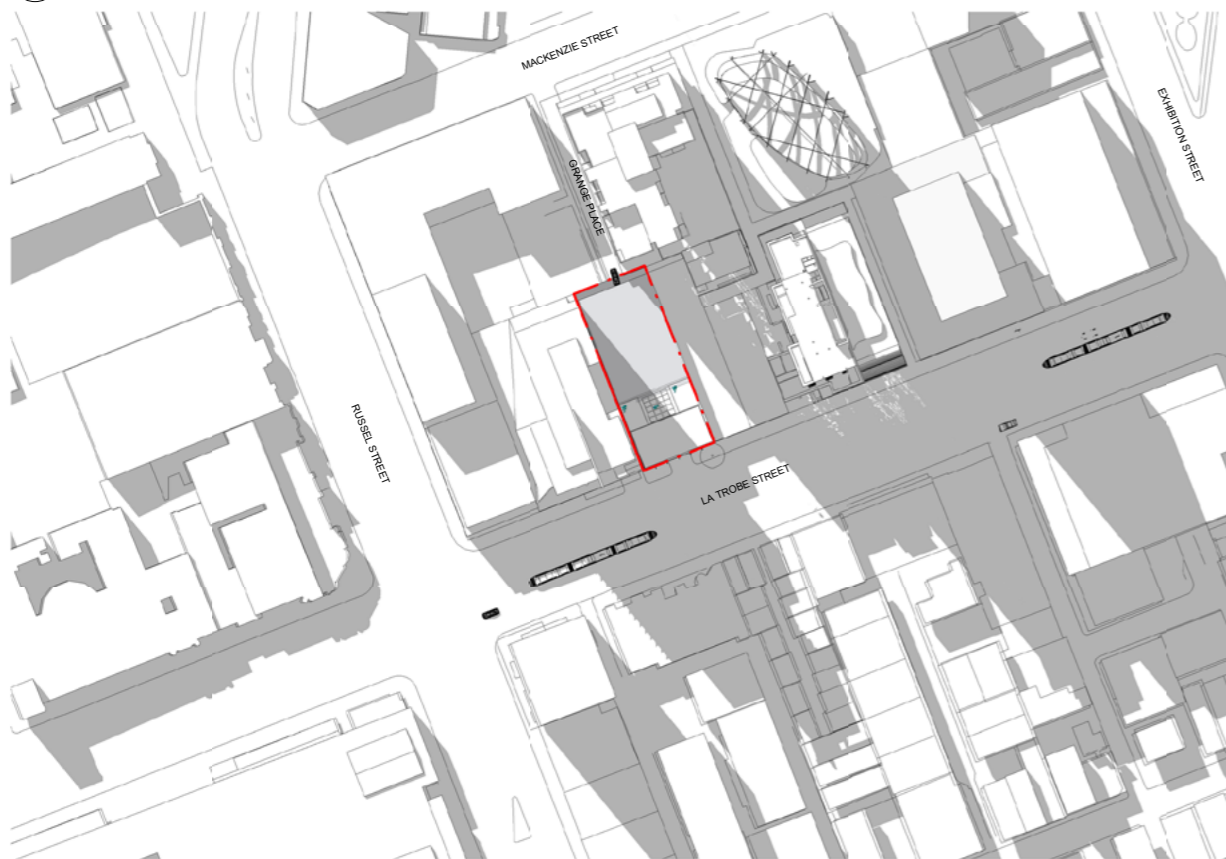 MACKENZIE STREET
EXHIBITION STREET
GRANGE PLACE
RUSSEL STREET
LA TROBE STREET